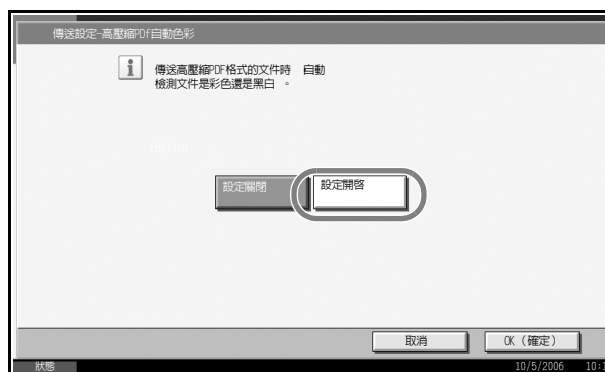 傳送設定-高壓縮PDf自動色彩
傳送高壓縮PDF格式的文件時 自動
檢測文件是彩色還是黑白 。
設定關閉
設定開啓
取消
OK (確定)
狀態
10/5/2006 10:1